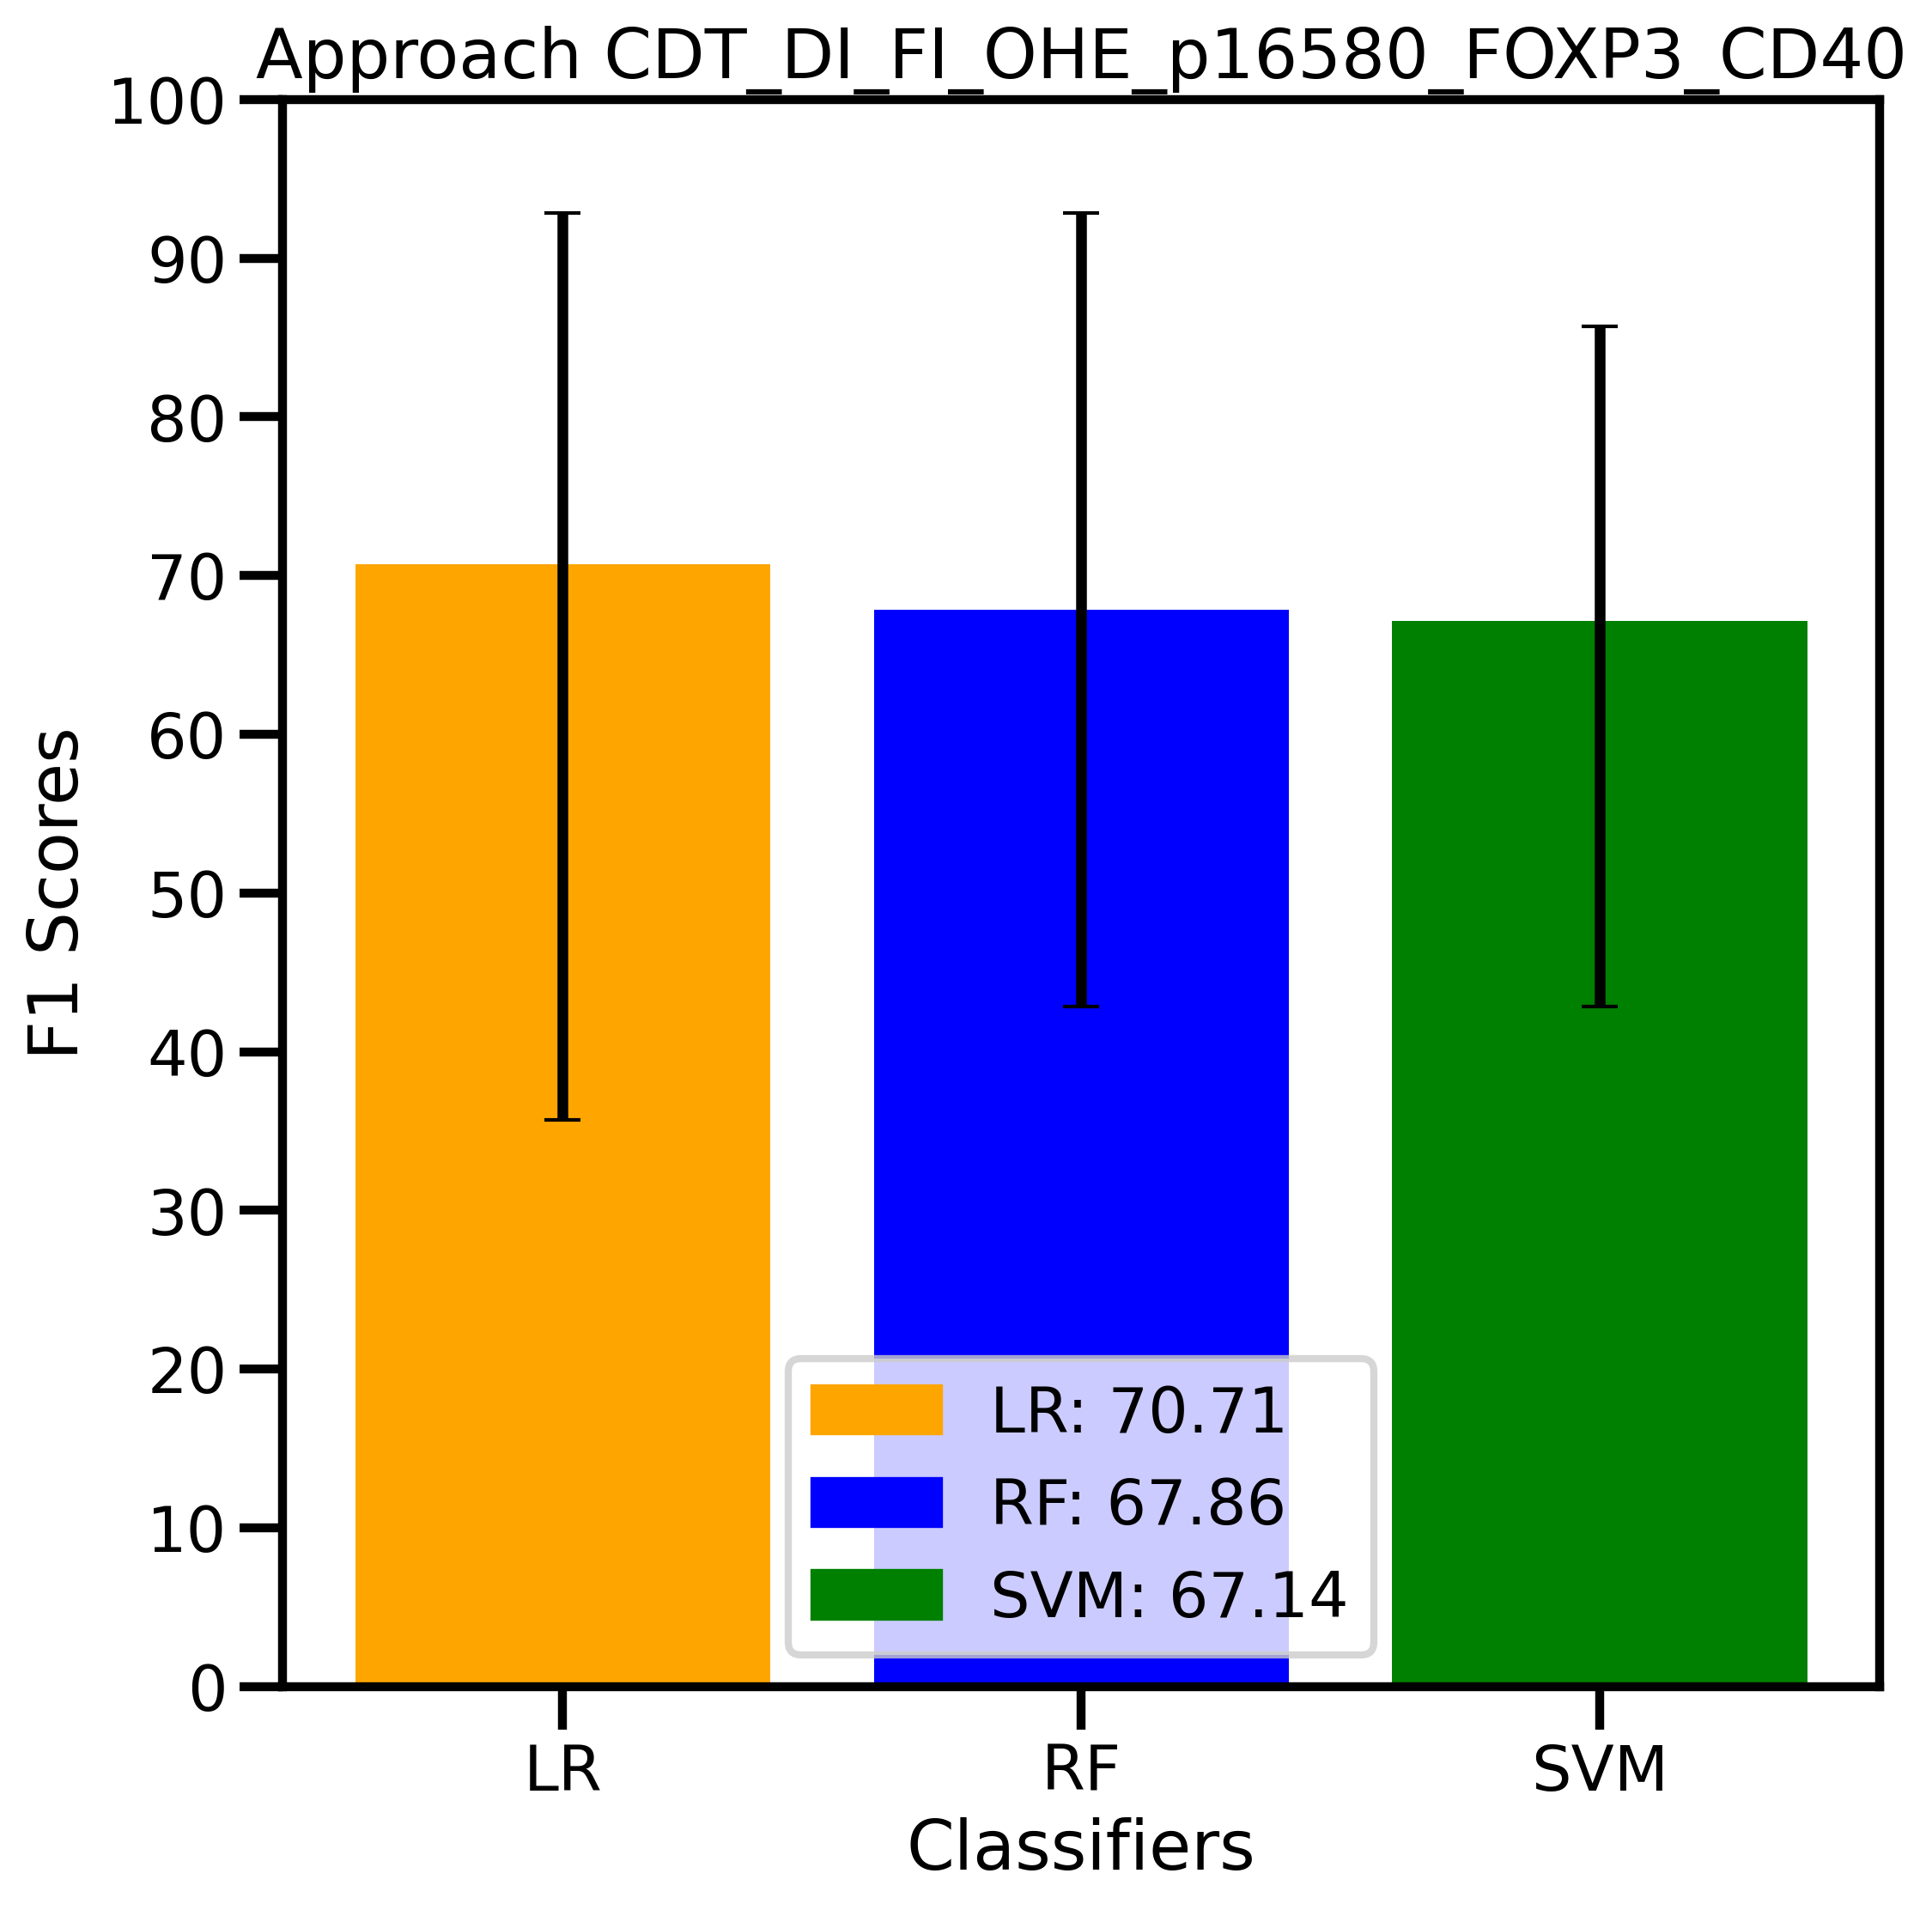 Approach CDT_DI_FI_OHE_p16580_FOXP3_CD40
100
90
80
70
60
50
40
30
20
10
0
F1 Scores
LR: 70.71
RF: 67.86
SVM: 67.14
LR RF SVM
Classifiers